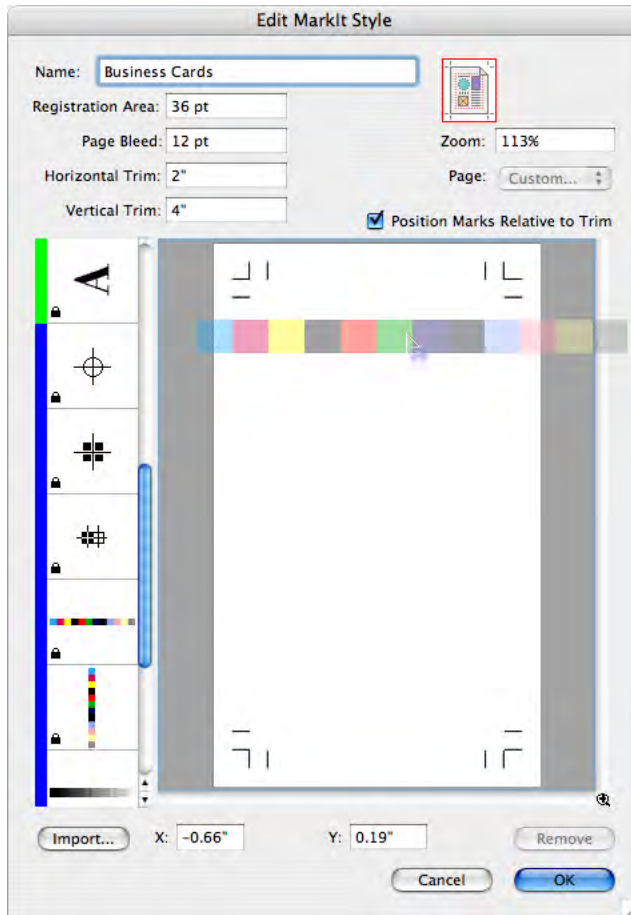 Edit MarkIt Style
Name: Business Cards
Registration Area: 36 pt
Page Bleed: 12 pt
Zoom: 113%
Horizontal Trim: 2"
Page: Custom...
Vertical Trim: 4"
Position Marks Relative to Trim
A
Import...
X: -0.66"
Y: 0.19"
Remove
Cancel
OK